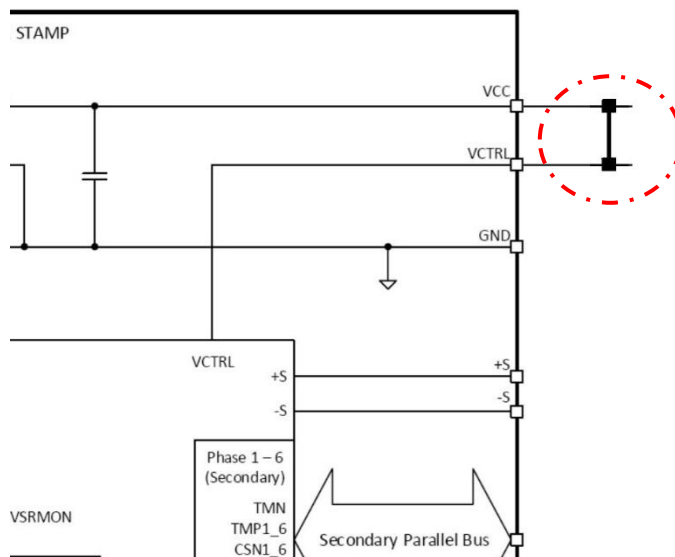 STAMP
VCC
VCTRL
GND
VCTRL
+S
+S
-S
-S
Phase 1 – 6
(Secondary)
TMN
TMP1_6
CSN1_6
VSRMON
Secondary Parallel Bus